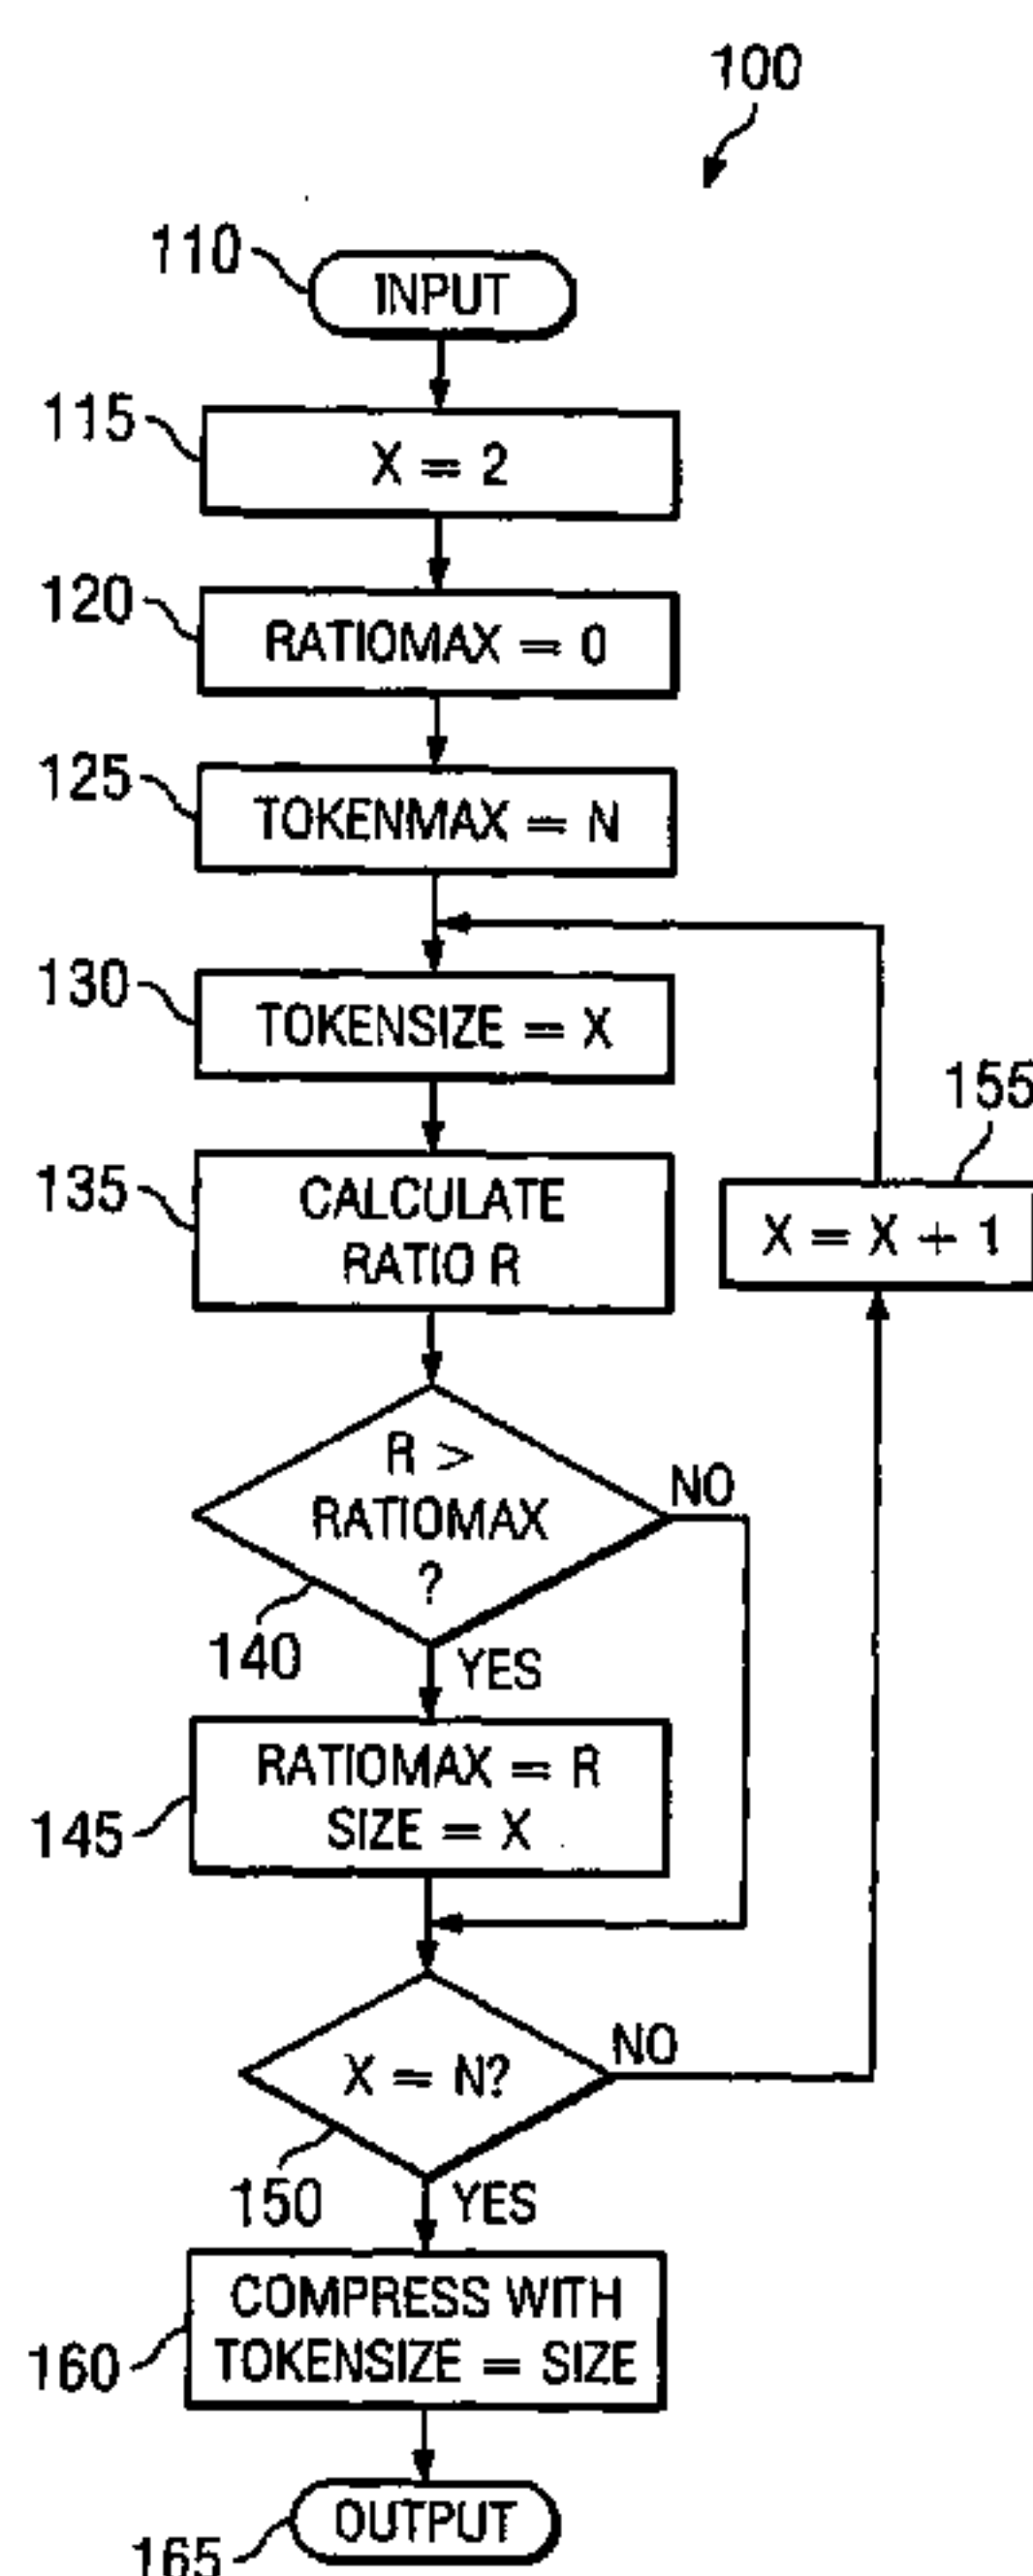 100
110
INPUT
115
X = 2
120
RATIOMAX = 0
125
TOKENMAX = N
130
TOKENSIZE = X
155
135
CALCULATE
RATIO R
X = X + 1
R >
RATIOMAX
?
NO
140
YES
RATIOMAX = R
SIZE = X
145
X = N?
NO
150
YES
COMPRESS WITH
TOKENSIZE = SIZE
160
OUTPUT
165